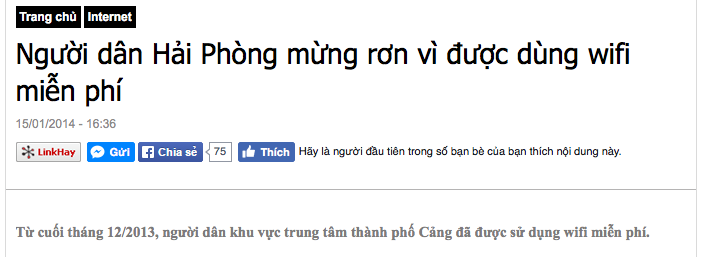 Trang chủ Internet
Người dân Hải Phòng mừng rơn vì được dùng wifi
miễn phí
15/01/2014 - 16:36
LinkHay Gửi Chia sẻ 75 Thích Hãy là người đầu tiên trong số bạn bè của bạn thích nội dung này.
Từ cuối tháng 12/2013, người dân khu vực trung tâm thành phố Cảng đã được sử dụng wifi miễn phí.